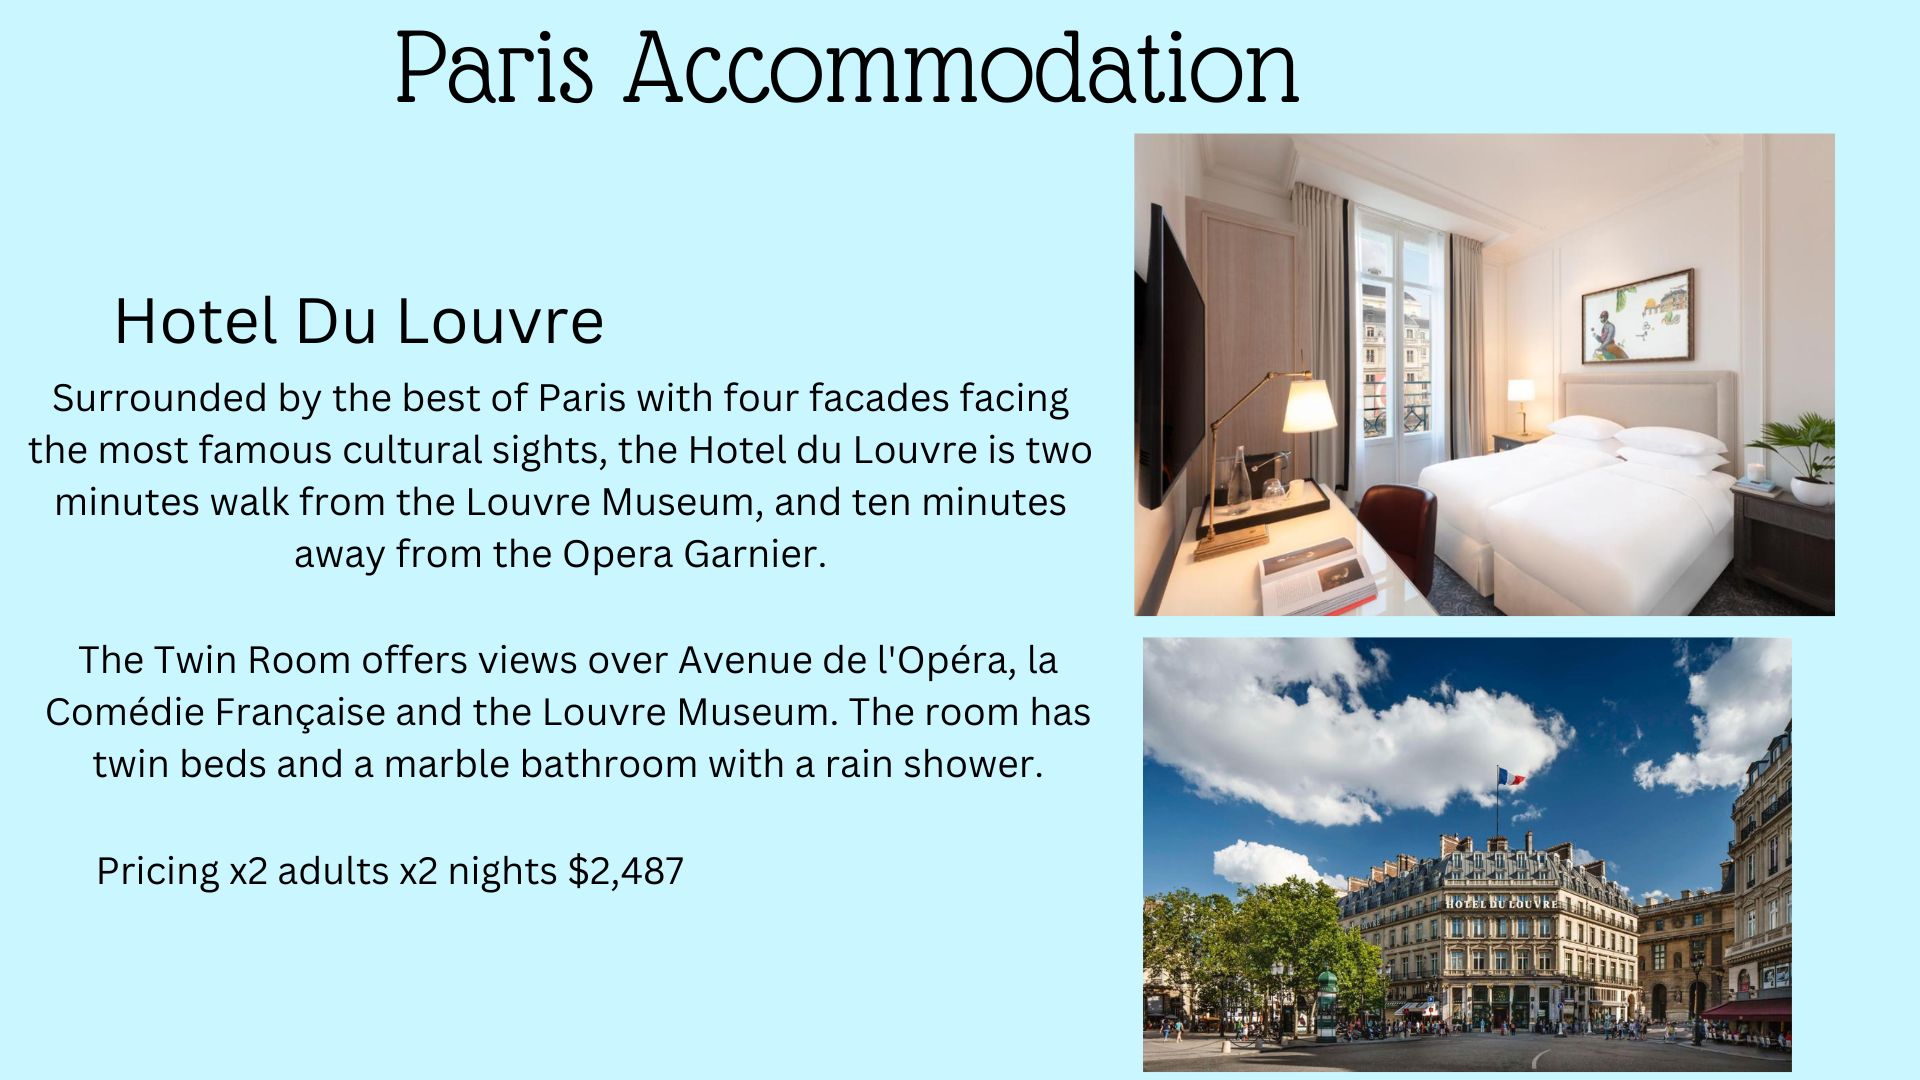 Paris Accommodation
Hotel Du Louvre
Surrounded by the best of Paris with four facades facing
the most famous cultural sights, the Hotel du Louvre is two
minutes walk from the Louvre Museum, and ten minutes
away from the Opera Garnier.
The Twin Room offers views over Avenue de l'Opéra, la
Comédie Française and the Louvre Museum. The room has
twin beds and a marble bathroom with a rain shower.
Pricing x2 adults x2 nights $2,487
HOTEL DU LOUVRE